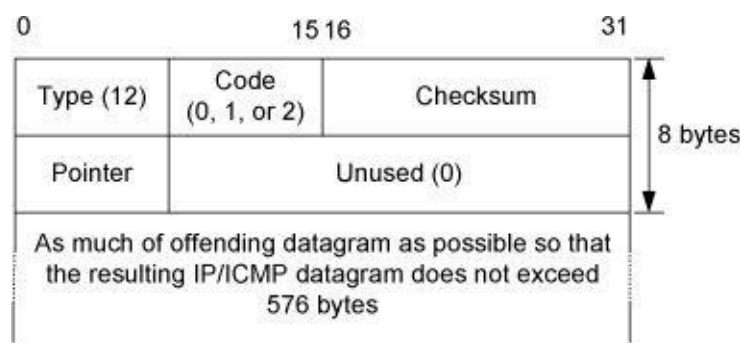 0 15 16 31
Type (12) Code (0, 1, or 2) Checksum
8 bytes
Pointer Unused (0)
As much of offending datagram as possible so that
the resulting IP/ICMP datagram does not exceed
576 bytes